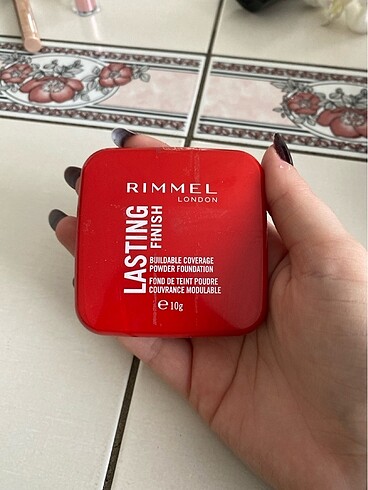 RIMMEL
LONDON
LASTING
FINISH
BUILDABLE COVERAGE
POWDER FOUNDATION
FOND DE TEINT POUDRE
COUVRANCE MODULABLE
℮10g